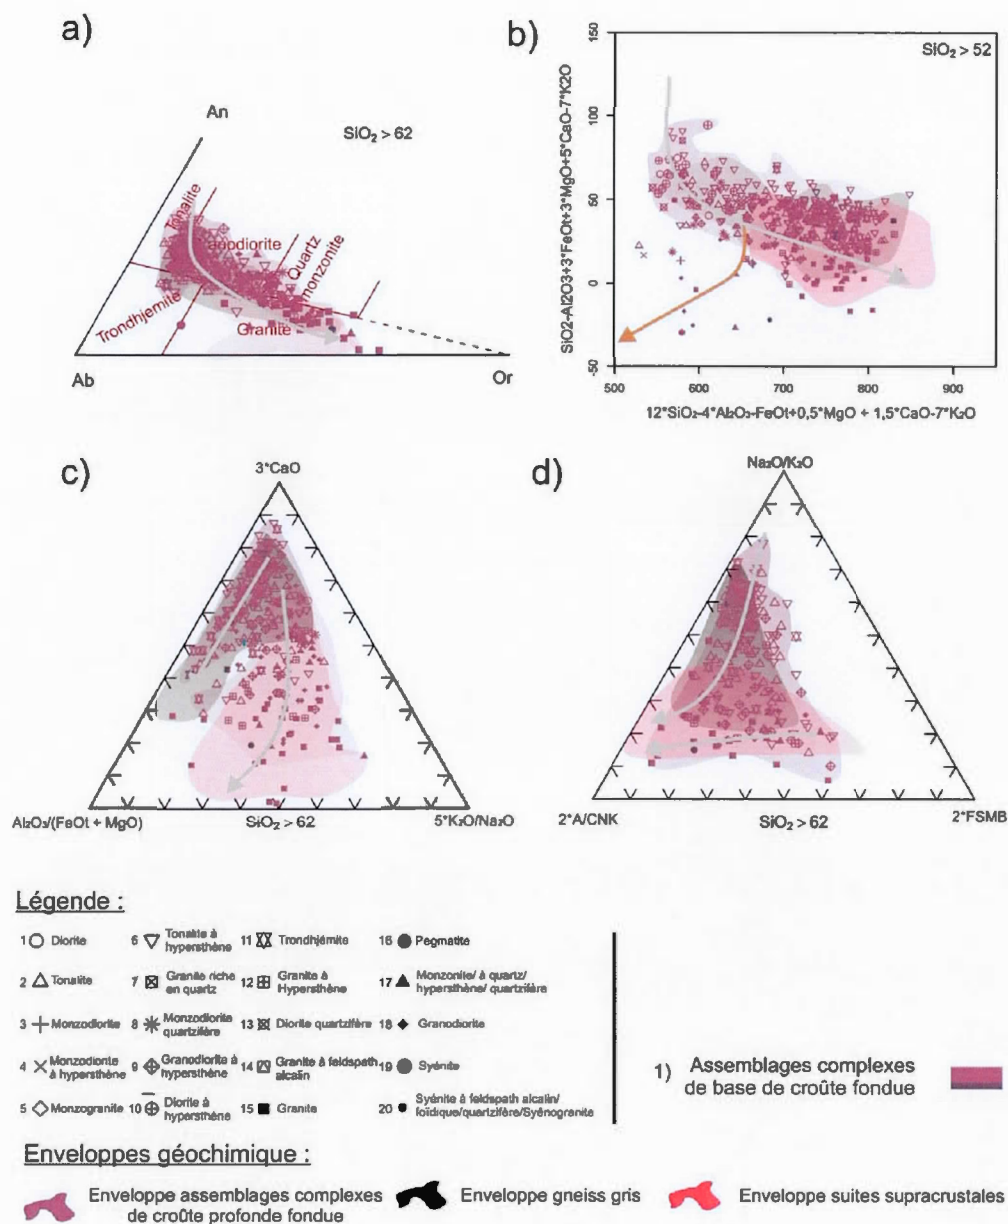 a)
An
SiO₂ > 62
Tonalite
anodiorite
Quartz
monzonite
Trondhjemite
Granite
Ab
Or
b)
SiO₂ > 52
SiO2-Al2O3+3*FeOt+3*MgO+5*CaO-7*K2O
150
100
50
0
-50
500
600
700
800
900
12*SiO₂-4*Al₂O₃-FeOt+0,5*MgO + 1,5*CaO-7*K₂O
c)
3*CaO
Al₂O₃/(FeOt + MgO)
SiO₂ > 62
5*K₂O/Na₂O
d)
Na₂O/K₂O
2*A/CNK
SiO₂ > 62
2*FSMB
Légende :
1 Diorite
2 Tonalite
3 Monzodiorite
4 Monzodiorite
à hypersthène
5 Monzogranite
6 Tonalite à
hypersthène
7 Granite riche
en quartz
8 Monzodiorite
quartzifère
9 Granodiorite à
hypersthène
10 Diorite à
hypersthène
11 Trondhjémite
12 Granite à
Hypersthène
13 Diorite quartzifère
14 Granite à feldspath
alcalin
15 Granite
16 Pegmatite
17 Monzonite/ à quartz/
hypersthène/ quartzifère
18 Granodiorite
19 Syénite
20 Syénite à feldspath alcalin/
foïdique/quartzifère/Syénogranite
1) Assemblages complexes
de base de croûte fondue
Enveloppes géochimique :
Enveloppe assemblages complexes
de croûte profonde fondue
Enveloppe gneiss gris
Enveloppe suites supracrustales